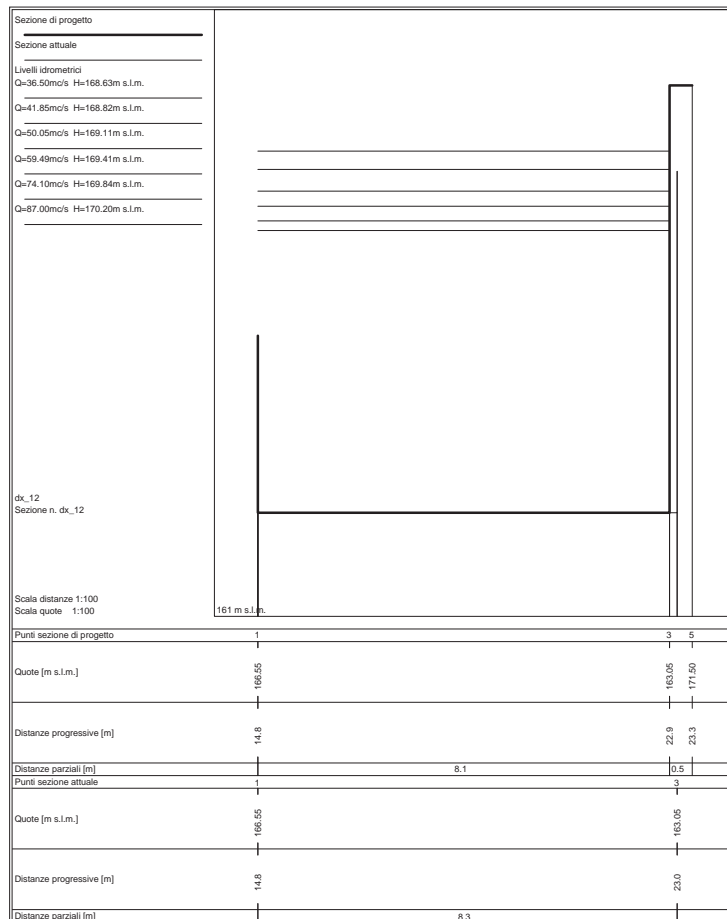 Sezione di progetto
Sezione attuale
Livelli idrometrici
Q=36.50mc/s H=168.63m s.l.m.
Q=41.85mc/s H=168.82m s.l.m.
Q=50.05mc/s H=169.11m s.l.m.
Q=59.49mc/s H=169.41m s.l.m.
Q=74.10mc/s H=169.84m s.l.m.
Q=87.00mc/s H=170.20m s.l.m.
dx_12
Sezione n. dx_12
Scala distanze 1:100
Scala quote 1:100
161 m s.l.m.
Punti sezione di progetto 1 3 5
Quote [m s.l.m.] 166.55 163.05 171.50
Distanze progressive [m] 14.8 22.9 23.3
Distanze parziali [m] 8.1 0.5
Punti sezione attuale 1 3
Quote [m s.l.m.] 166.55 163.05
Distanze progressive [m] 14.8 23.0
Distanze parziali [m] 8.3